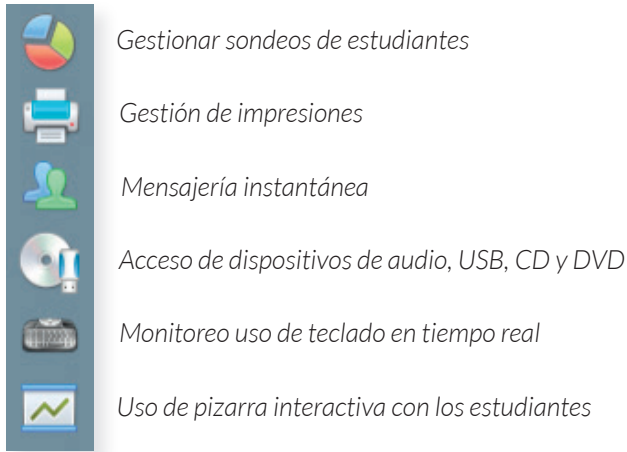 Gestionar sondeos de estudiantes
Gestión de impresiones
Mensajería instantánea
Acceso de dispositivos de audio, USB, CD y DVD
Monitoreo uso de teclado en tiempo real
Uso de pizarra interactiva con los estudiantes